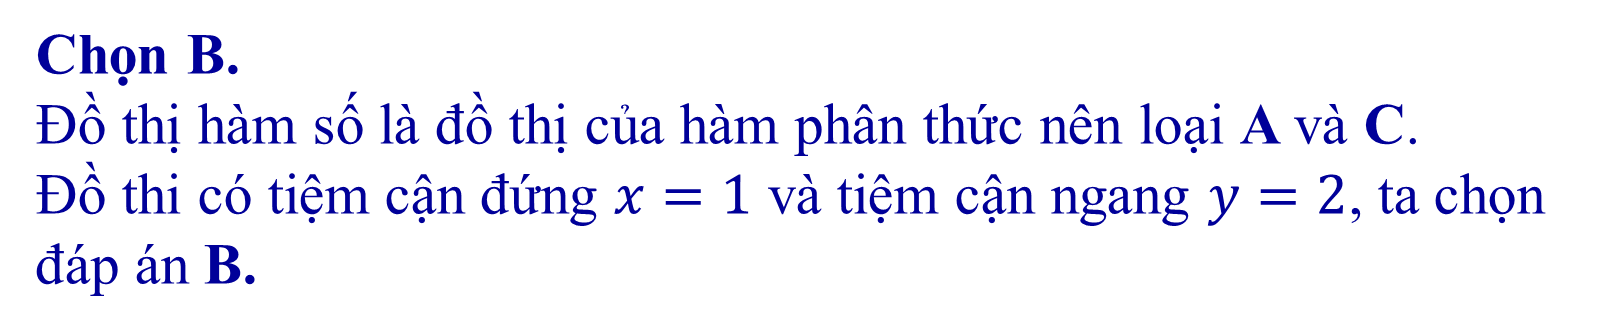 Chọn B.
Đồ thị hàm số là đồ thị của hàm phân thức nên loại A và C.
Đồ thi có tiệm cận đứng x = 1 và tiệm cận ngang y = 2, ta chọn
đáp án B.